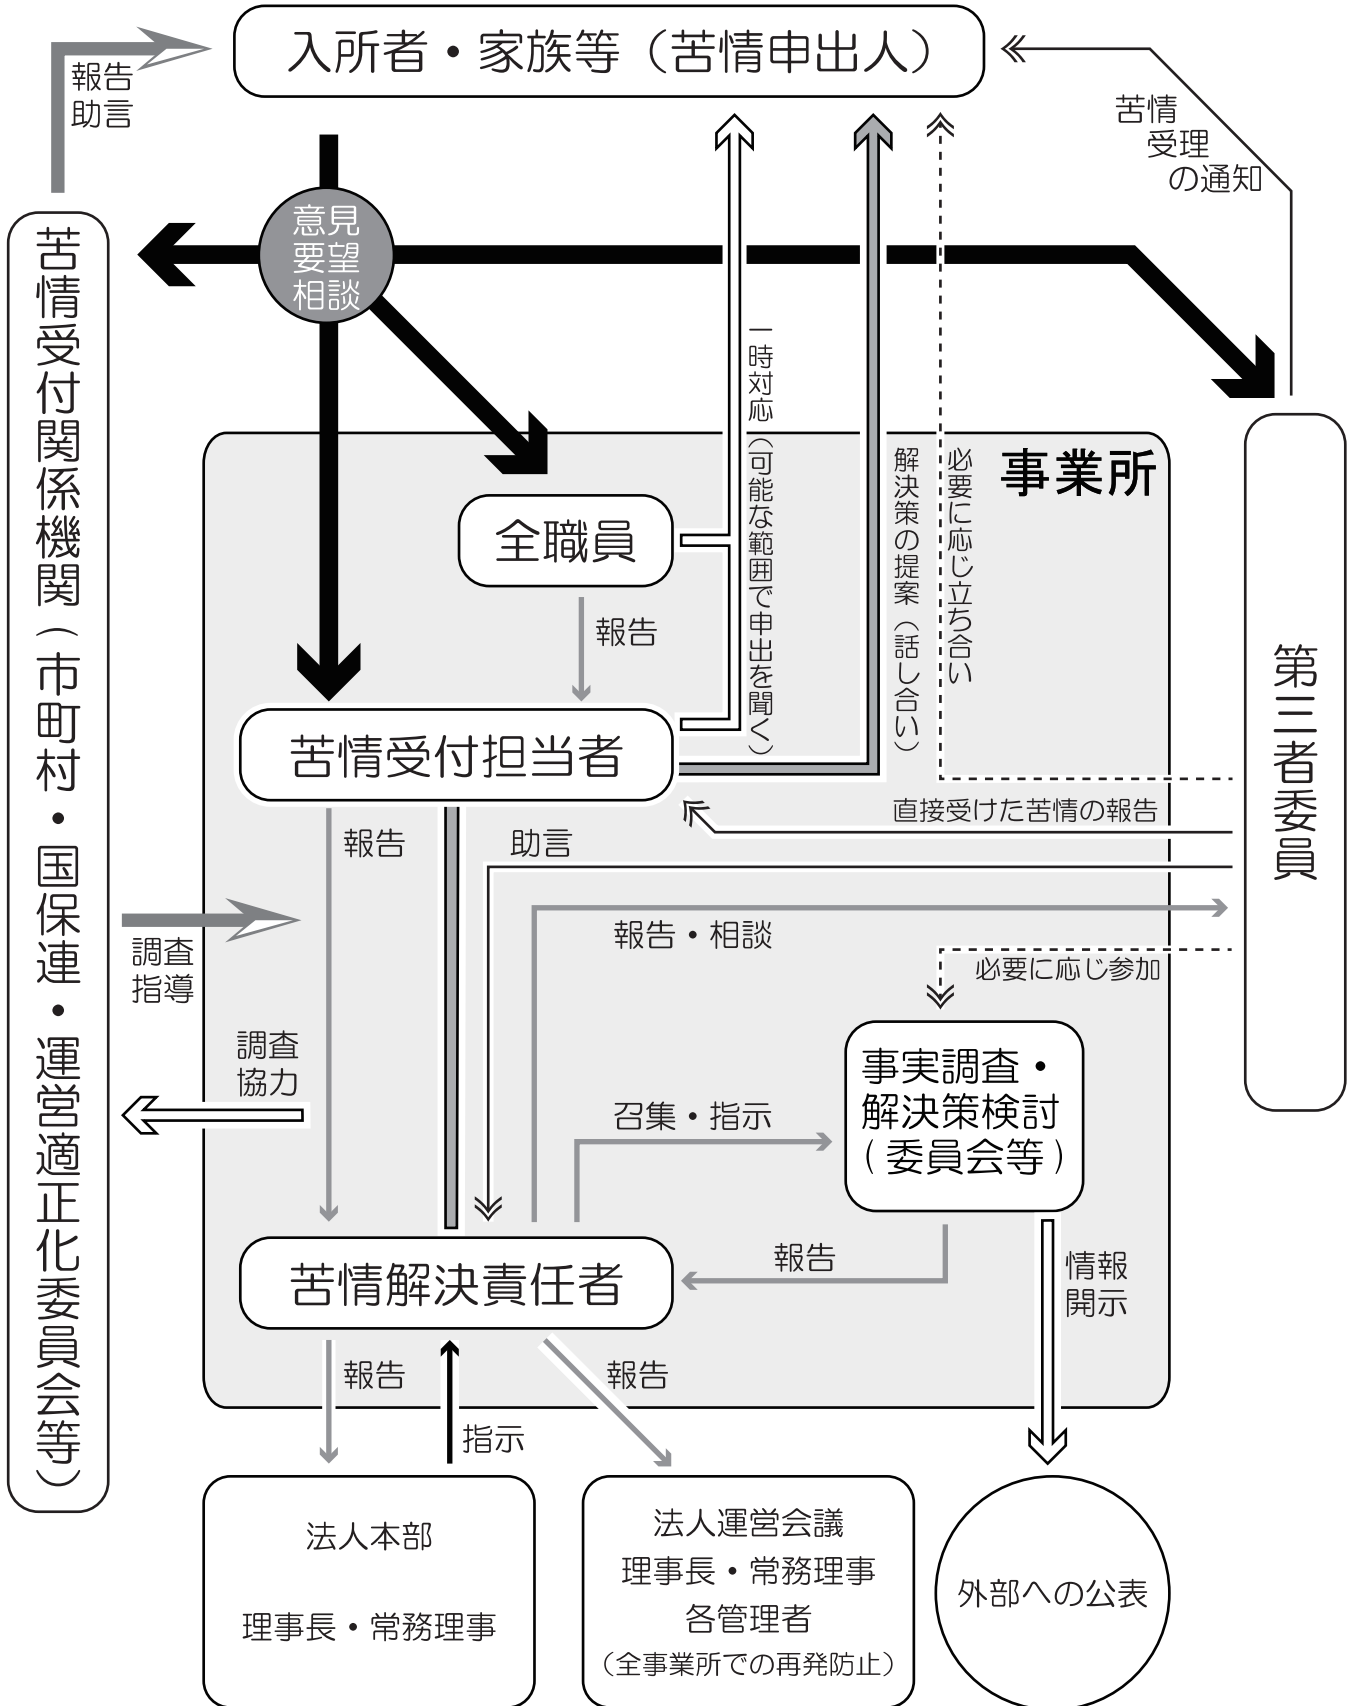 入所者・家族等（苦情申出人）
報告
助言
苦情
受理
の通知
意見
要望
相談
苦情受付関係機関（市町村・国保連・運営適正化委員会等）
一時対応（可能な範囲で申出を聞く）
解決策の提案（話し合い）
必要に応じ立ち合い
事業所
第三者委員
全職員
報告
苦情受付担当者
直接受けた苦情の報告
報告
助言
報告・相談
調査
指導
必要に応じ参加
調査
協力
召集・指示
事実調査・
解決策検討
（委員会等）
苦情解決責任者
報告
情報
開示
報告
報告
指示
法人本部
理事長・常務理事
法人運営会議
理事長・常務理事
各管理者
（全事業所での再発防止）
外部への公表